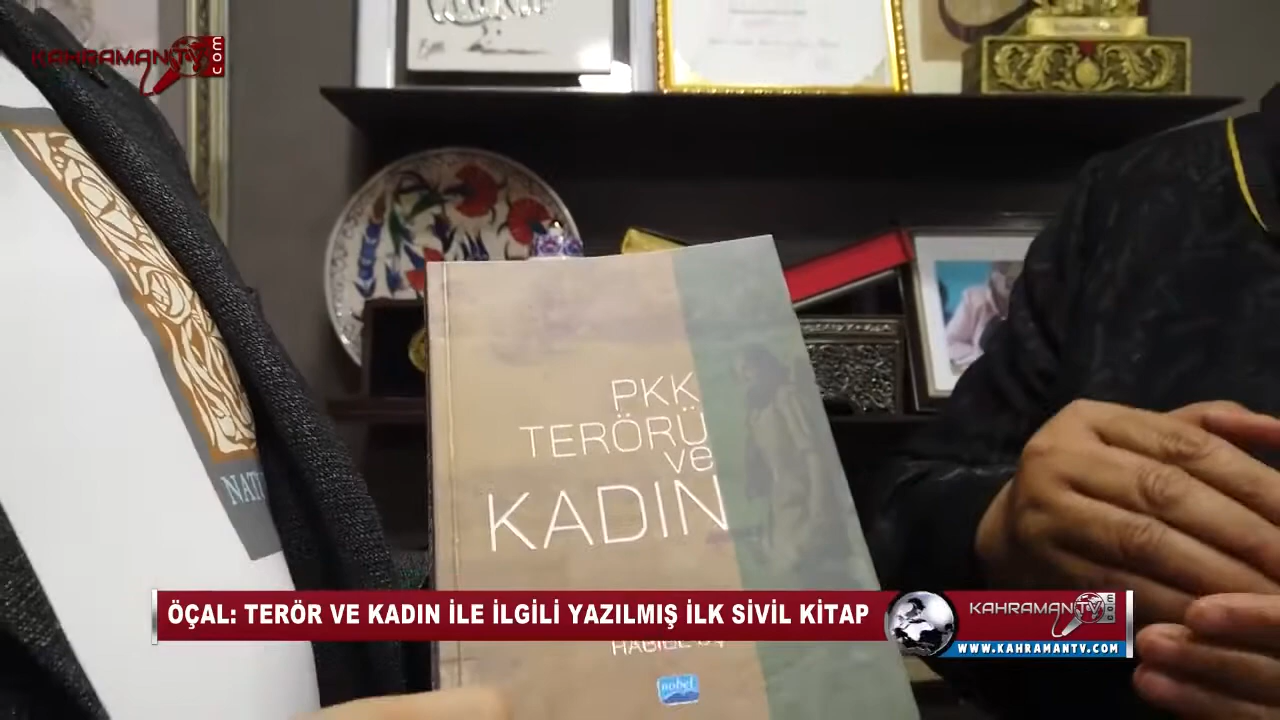 KAHRAMANTV
com
PKK
TERÖRÜ
ve
KADIN
ÖÇAL: TERÖR VE KADIN İLE İLGİLİ YAZILMIŞ İLK SİVİL KİTAP
KAHRAMANTV
WWW.KAHRAMANTV.COM
nobel